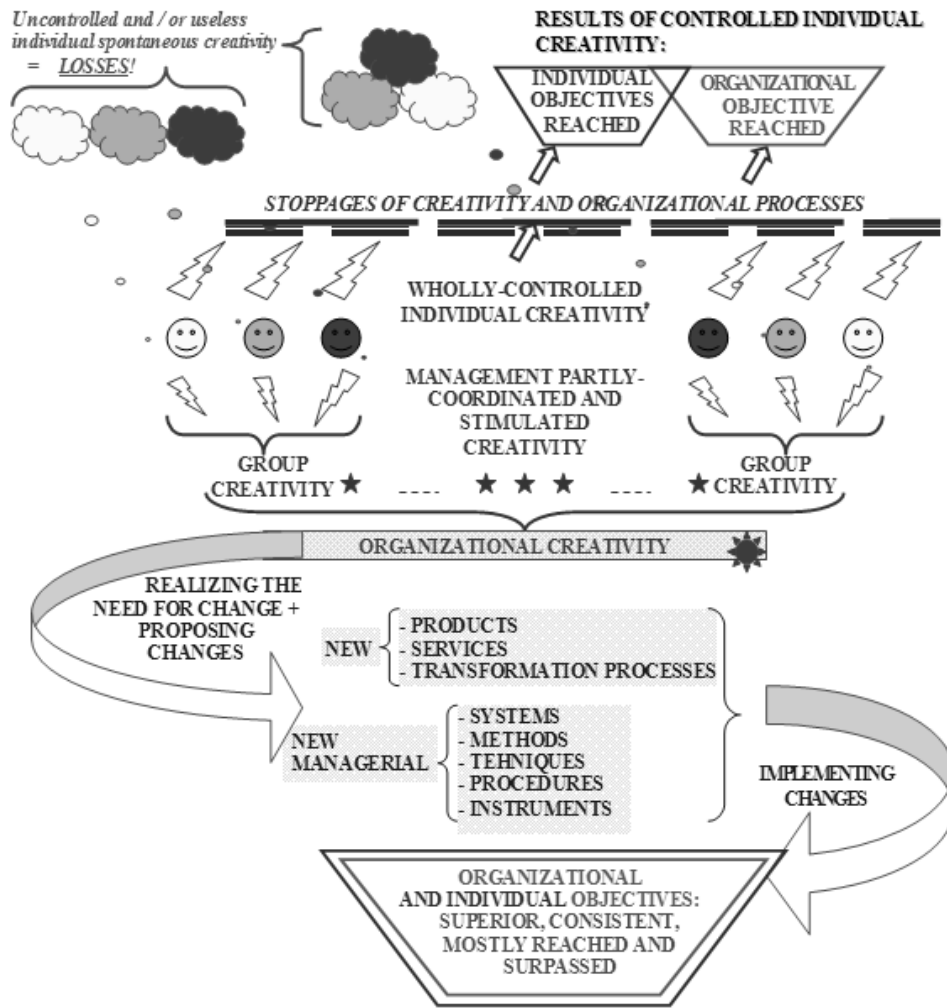 Uncontrolled and / or useless
individual spontaneous creativity
= LOSSES!
RESULTS OF CONTROLLED INDIVIDUAL
CREATIVITY:
INDIVIDUAL
OBJECTIVES
REACHED
ORGANIZATIONAL
OBJECTIVE
REACHED
STOPPAGES OF CREATIVITY AND ORGANIZATIONAL PROCESSES
WHOLLY-CONTROLLED
INDIVIDUAL CREATIVITY
MANAGEMENT PARTLY-
COORDINATED AND
STIMULATED
CREATIVITY
GROUP
CREATIVITY
GROUP
CREATIVITY
ORGANIZATIONAL CREATIVITY
REALIZING THE
NEED FOR CHANGE +
PROPOSING
CHANGES
NEW
- PRODUCTS
- SERVICES
- TRANSFORMATION PROCESSES
NEW
MANAGERIAL
- SYSTEMS
- METHODS
- TEHNIQUES
- PROCEDURES
- INSTRUMENTS
IMPLEMENTING
CHANGES
ORGANIZATIONAL
AND INDIVIDUAL OBJECTIVES:
SUPERIOR, CONSISTENT,
MOSTLY REACHED AND
SURPASSED